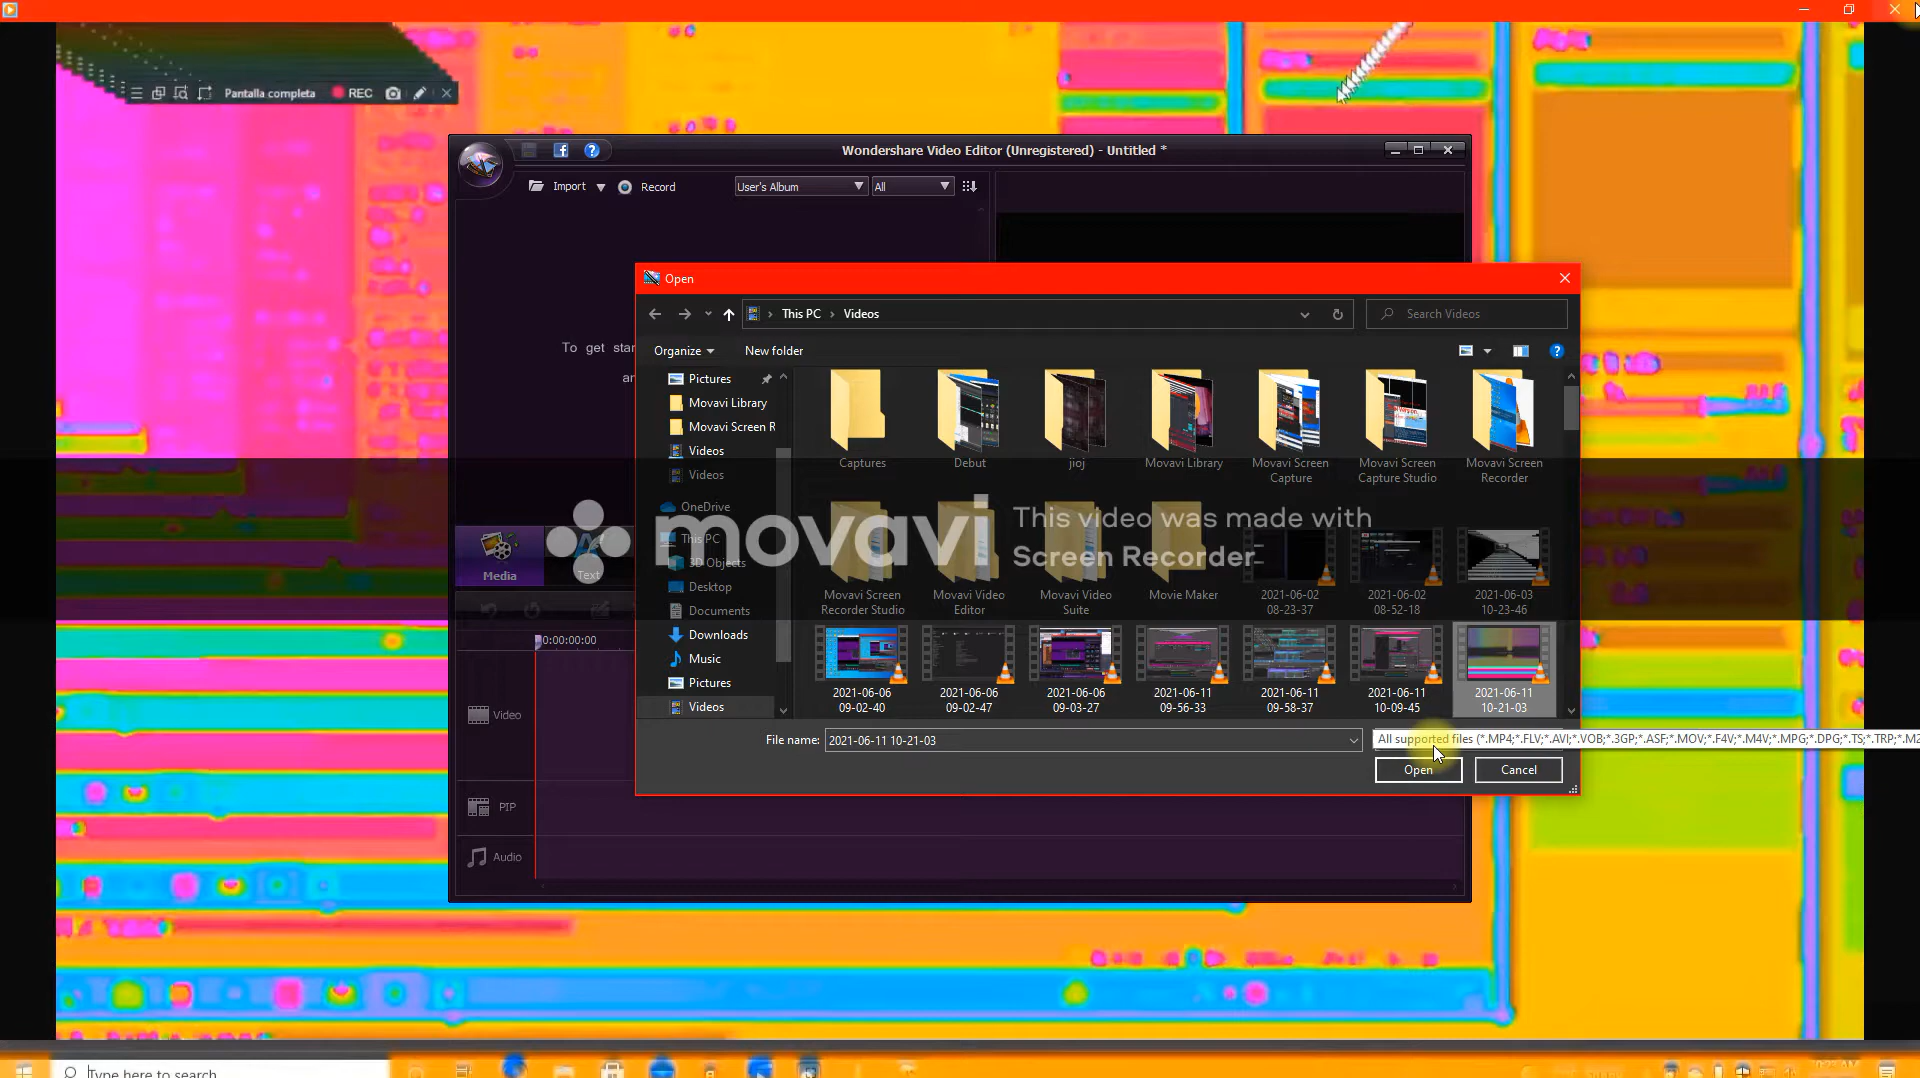 Pantalla completa REC
Wondershare Video Editor (Unregistered) - Untitled *
Import Record User's Album All
To get star
an
Open
This PC Videos Search Videos
Organize New folder
Pictures
Movavi Library
Movavi Screen R
Videos
Videos
OneDrive
This PC
3D Objects
Desktop
Documents
Downloads
Music
Pictures
Videos
Captures Debut jioj Movavi Library Movavi Screen Capture Movavi Screen Capture Studio Movavi Screen Recorder
movavi This video was made with
Screen Recorder
Movavi Screen Recorder Studio Movavi Video Editor Movavi Video Suite Movie Maker 2021-06-02 08-23-37 2021-06-02 08-52-18 2021-06-03 10-23-46
2021-06-06 09-02-40 2021-06-06 09-02-47 2021-06-06 09-03-27 2021-06-11 09-56-33 2021-06-11 09-58-37 2021-06-11 10-09-45 2021-06-11 10-21-03
File name: 2021-06-11 10-21-03
All supported files (*.MP4;*.FLV;*.AVI;*.VOB;*.3GP;*.ASF;*.MOV;*.F4V;*.M4V;*.MPG;*.DPG;*.TS;*.TRP;*.M2
Open Cancel
Media Text
0:00:00:00
Video
PIP
Audio
Type here to search